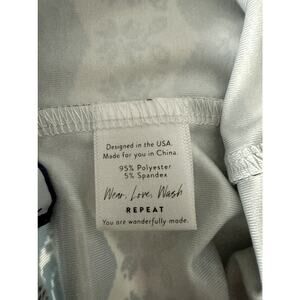 Designed in the USA.
Made for you in China.
95% Polyester
5% Spandex
Wear, Love, Wash
REPEAT
You are wonderfully made.